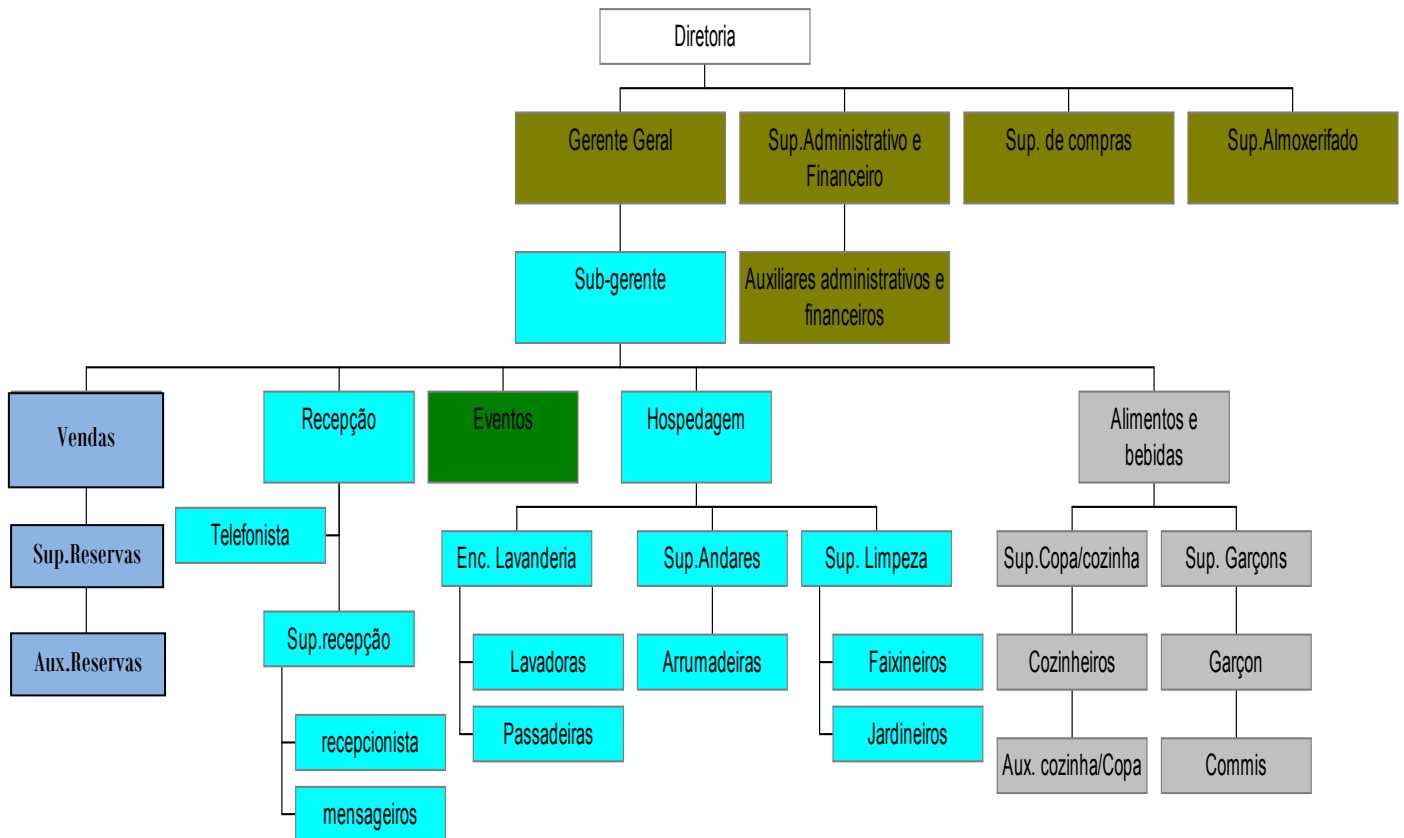 Diretoria
Gerente Geral
Sup.Administrativo e
Financeiro
Sup. de compras
Sup.Almoxerifado
Sub-gerente
Auxiliares administrativos e
financeiros
Vendas
Recepção
Eventos
Hospedagem
Alimentos e
bebidas
Telefonista
Sup.Reservas
Enc. Lavanderia
Sup.Andares
Sup. Limpeza
Sup.Copa/cozinha
Sup. Garçons
Sup.recepção
Aux.Reservas
Lavadoras
Arrumadeiras
Faixineiros
Cozinheiros
Garçon
recepcionista
Passadeiras
Jardineiros
Aux. cozinha/Copa
Commis
mensageiros